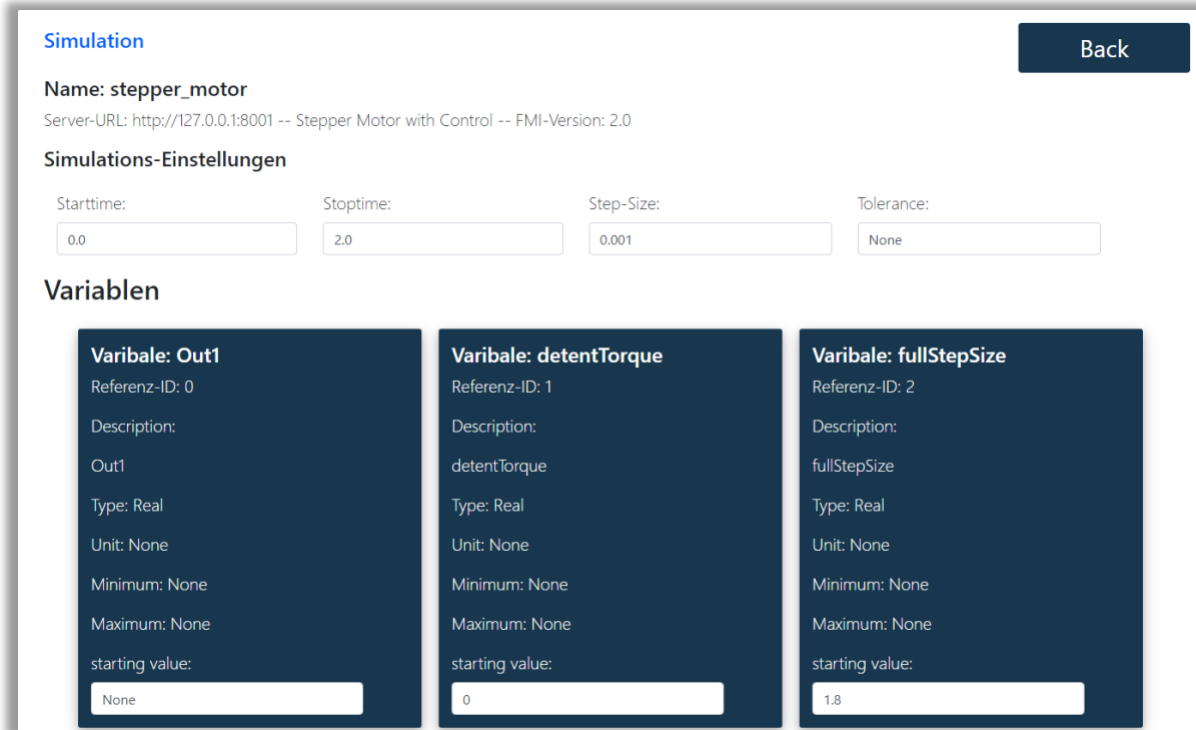 Simulation
Back
Name: stepper_motor
Server-URL: http://127.0.0.1:8001 -- Stepper Motor with Control -- FMI-Version: 2.0
Simulations-Einstellungen
Starttime:
Stoptime:
Step-Size:
Tolerance:
0.0
2.0
0.001
None
Variablen
Varibale: Out1
Referenz-ID: 0
Description:
Out1
Type: Real
Unit: None
Minimum: None
Maximum: None
starting value:
None
Varibale: detentTorque
Referenz-ID: 1
Description:
detentTorque
Type: Real
Unit: None
Minimum: None
Maximum: None
starting value:
0
Varibale: fullStepSize
Referenz-ID: 2
Description:
fullStepSize
Type: Real
Unit: None
Minimum: None
Maximum: None
starting value:
1.8